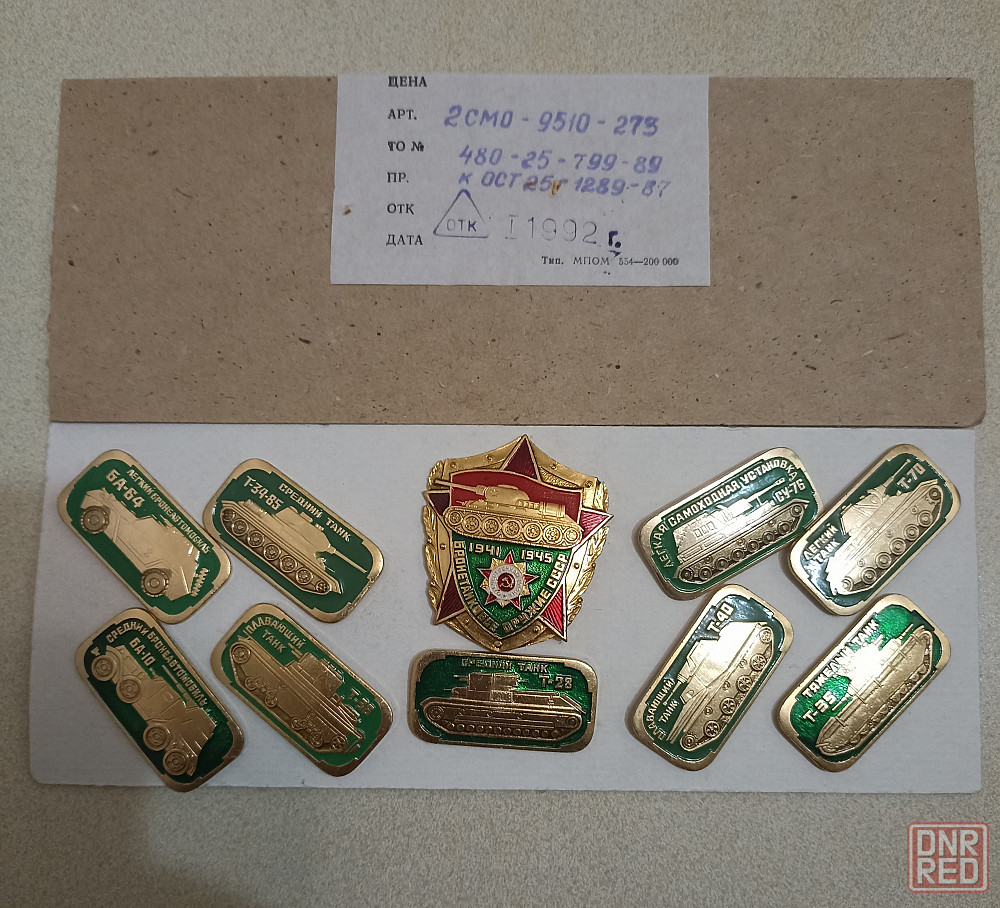 ЦЕНА
АРТ. 2СМО-9510-273
ТО № 480-25-799-89
ПР. К ОСТ 25г 1289-87
ОТК ОТК
ДАТА I 1992 г.
Тип. МПОМ 554—200 000
ЛЕГКИЙ БРОНЕАВТОМОБИЛЬ
БА-64
СРЕДНИЙ ТАНК
Т-34-85
1941 1945
БРОНЕТАНКОВОЕ ОРУЖИЕ СССР
ЛЕГКАЯ САМОХОДНАЯ УСТАНОВКА
СУ-76
Т-70
ЛЕГКИЙ
ТАНК
СРЕДНИЙ БРОНЕАВТОМОБИЛЬ
БА-10
ПЛАВАЮЩИЙ
ТАНК
СРЕДНИЙ ТАНК
Т-28
Т-40
ПЛАВАЮЩИЙ
ТАНК
ТЯЖЕЛЫЙ ТАНК
Т-35
DNR
RED